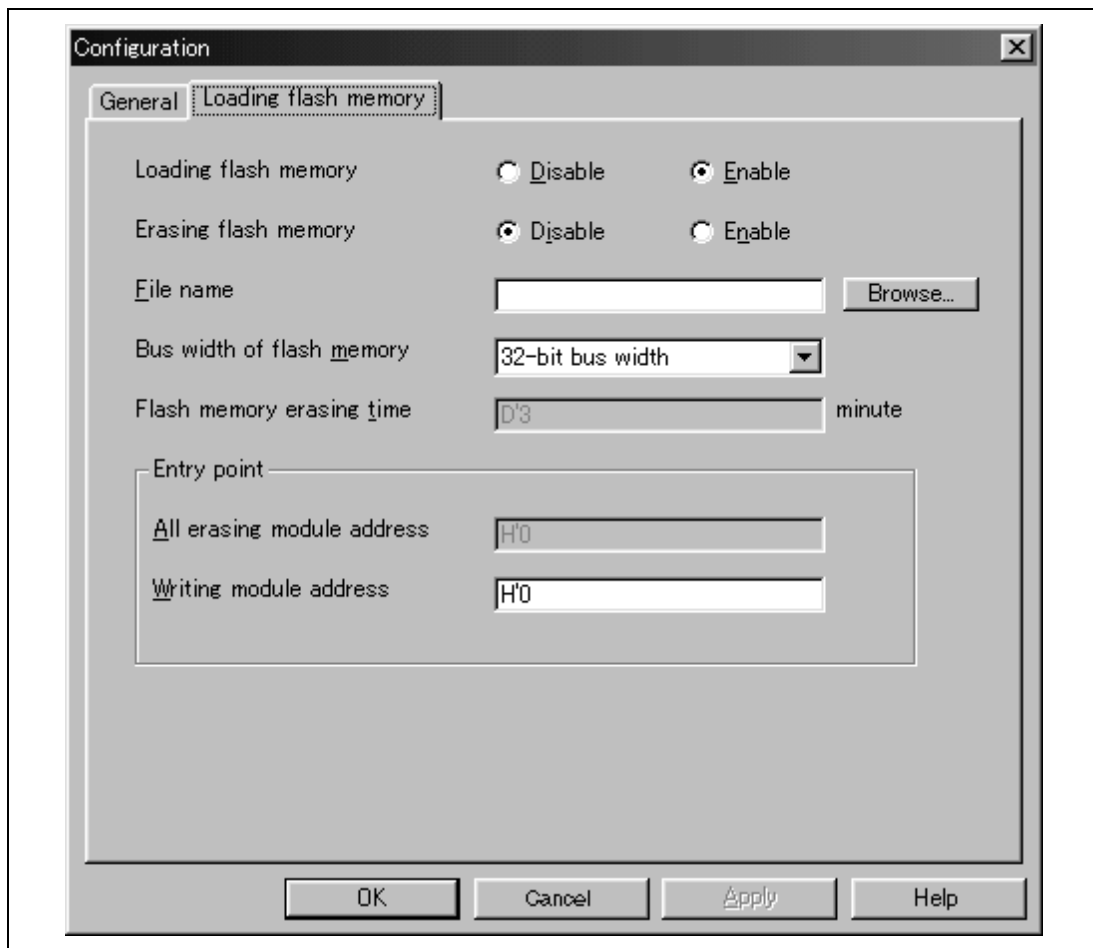 Configuration
General Loading flash memory
Loading flash memory Disable Enable
Erasing flash memory Disable Enable
File name Browse...
Bus width of flash memory 32-bit bus width
Flash memory erasing time D'3 minute
Entry point
All erasing module address H'0
Writing module address H'0
OK Cancel Apply Help